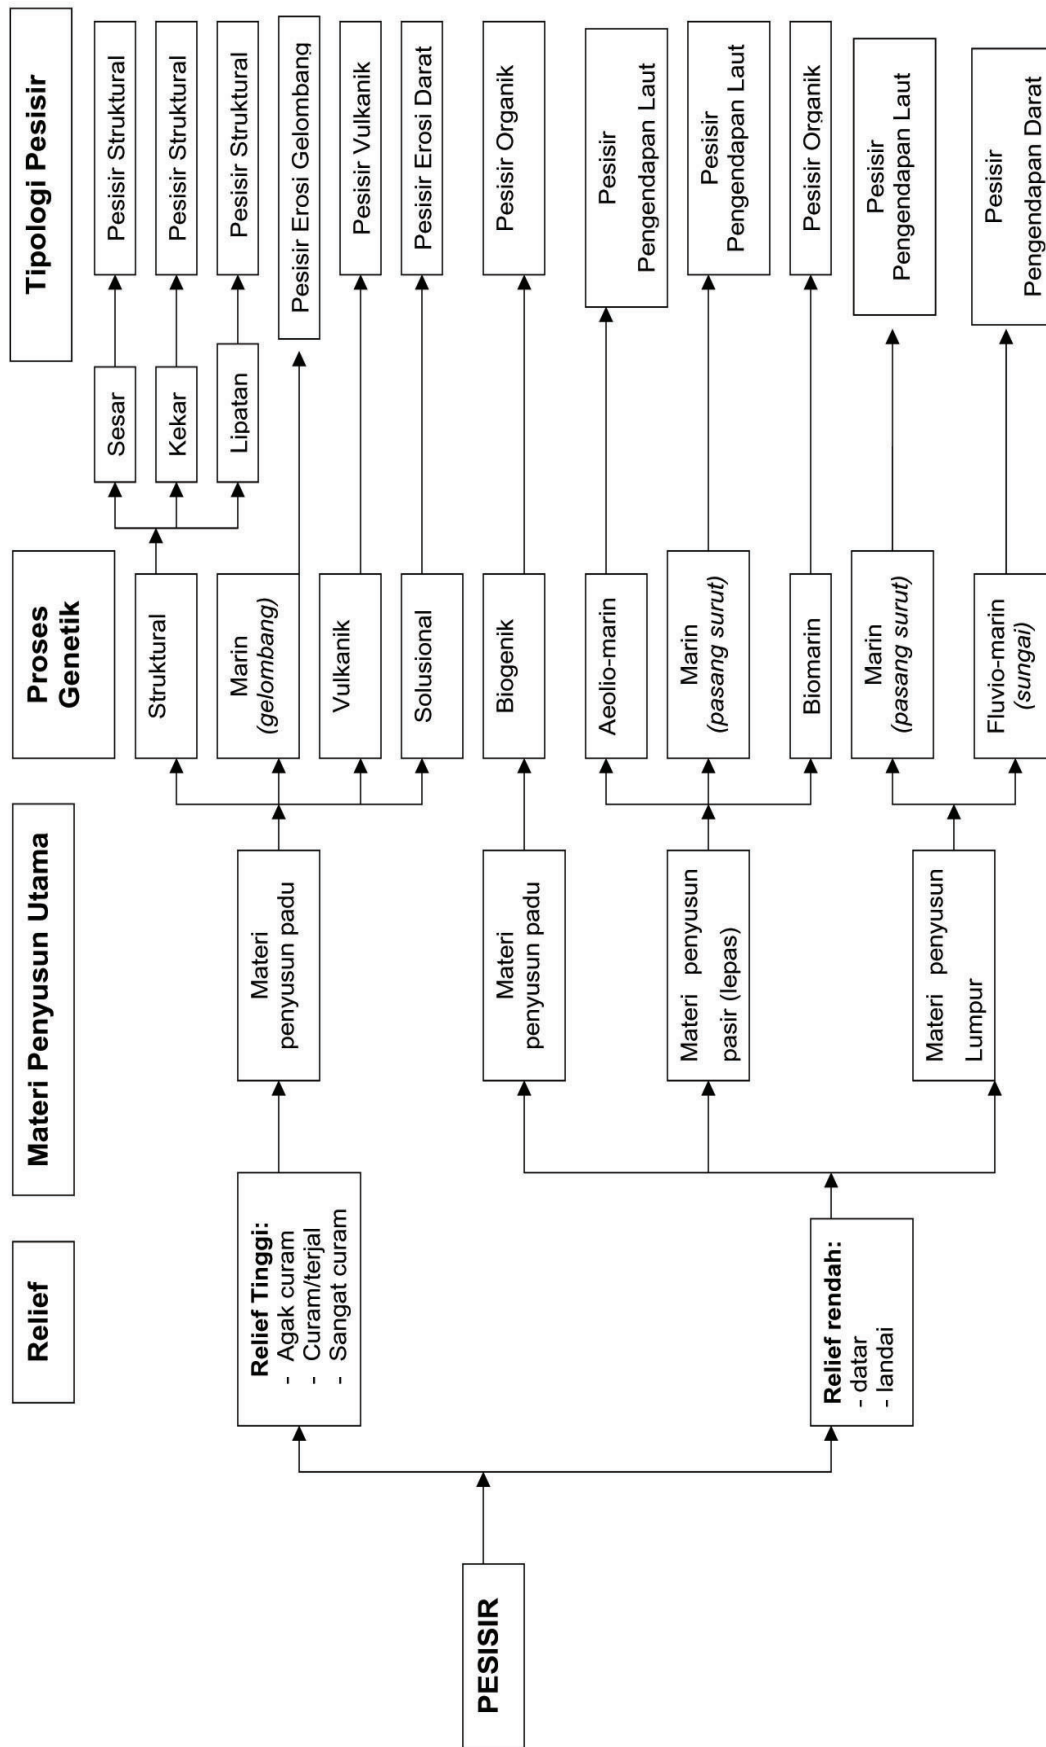 Relief
Materi Penyusun Utama
Proses
Genetik
Tipologi Pesisir
PESISIR
Relief Tinggi:
- Agak curam
- Curam/terjal
- Sangat curam
Relief rendah:
- datar
- landai
Materi
penyusun padu
Materi
penyusun padu
Materi penyusun
pasir (lepas)
Materi penyusun
Lumpur
Struktural
Marin
(gelombang)
Vulkanik
Solusional
Biogenik
Aeolio-marin
Marin
(pasang surut)
Biomarin
Marin
(pasang surut)
Fluvio-marin
(sungai)
Sesar
Kekar
Lipatan
Pesisir Struktural
Pesisir Struktural
Pesisir Struktural
Pesisir Erosi Gelombang
Pesisir Vulkanik
Pesisir Erosi Darat
Pesisir Organik
Pesisir
Pengendapan Laut
Pesisir
Pengendapan Laut
Pesisir Organik
Pesisir
Pengendapan Laut
Pesisir
Pengendapan Darat